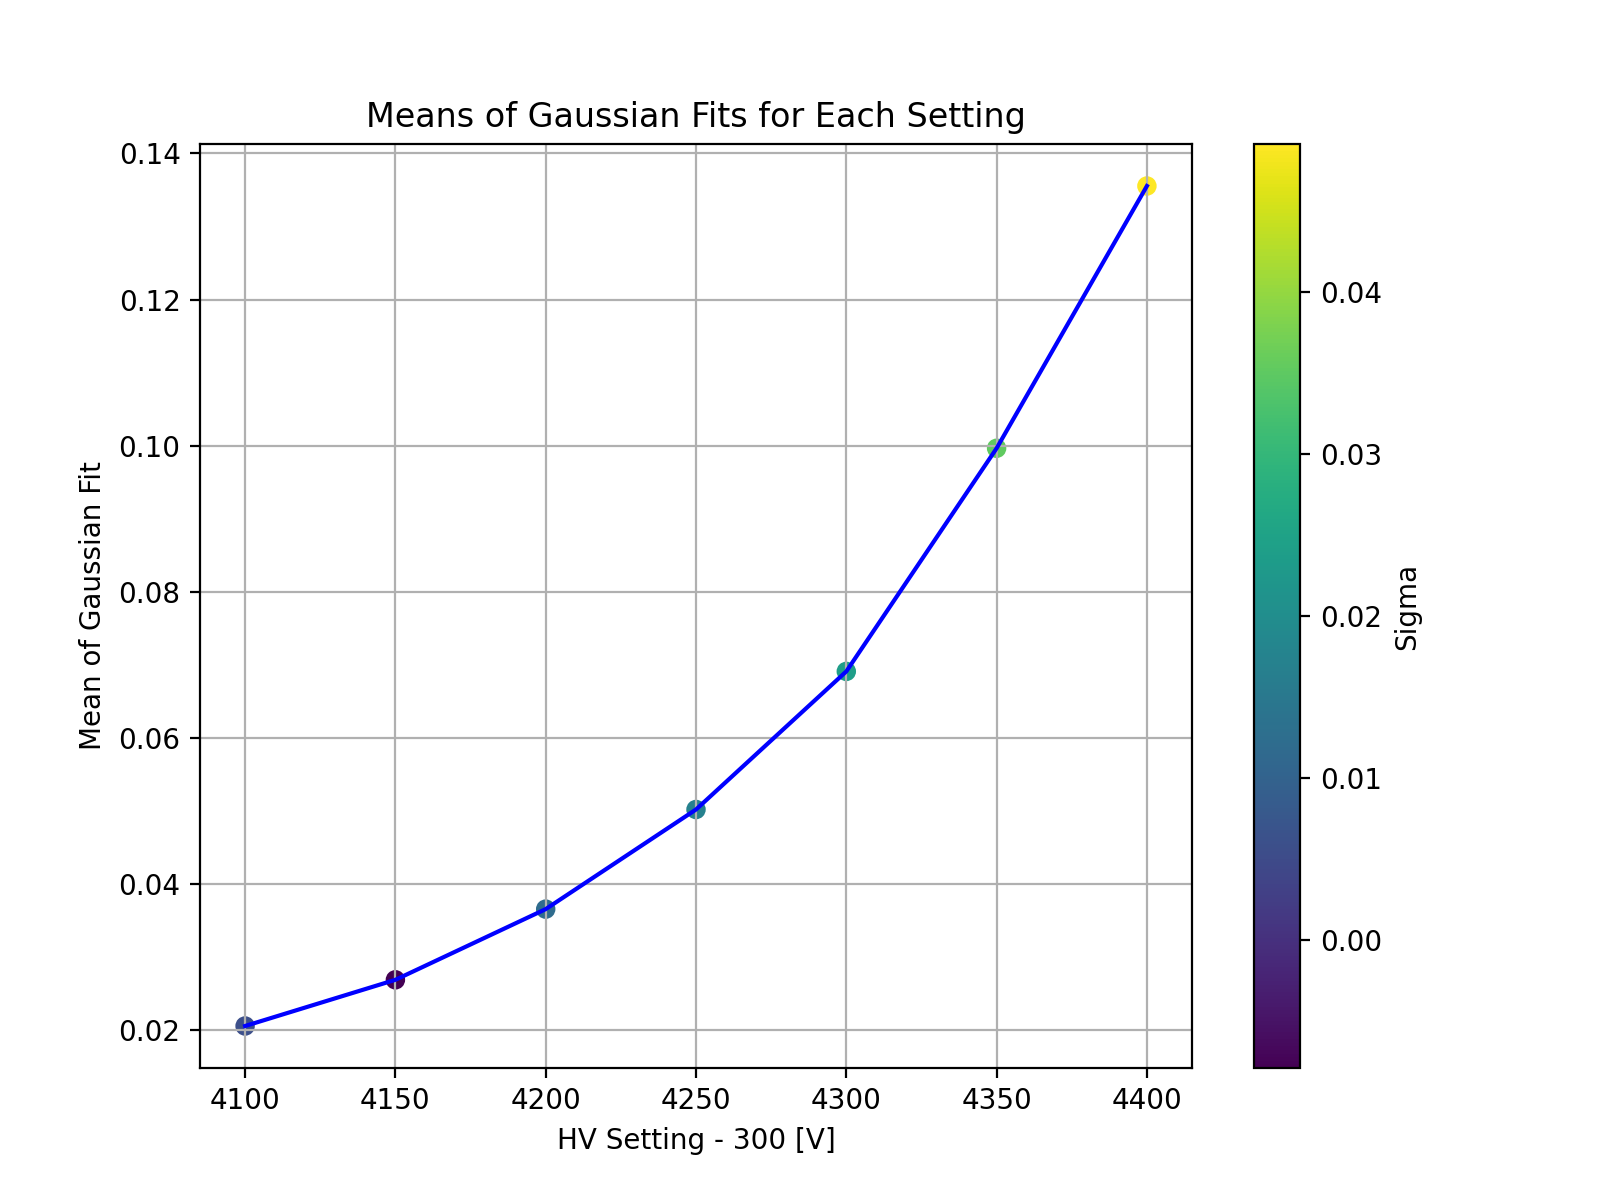 Means of Gaussian Fits for Each Setting
0.14
0.12
0.10
0.08
0.06
0.04
0.02
Mean of Gaussian Fit
4100 4150 4200 4250 4300 4350 4400
HV Setting - 300 [V]
0.04
0.03
0.02
0.01
0.00
Sigma